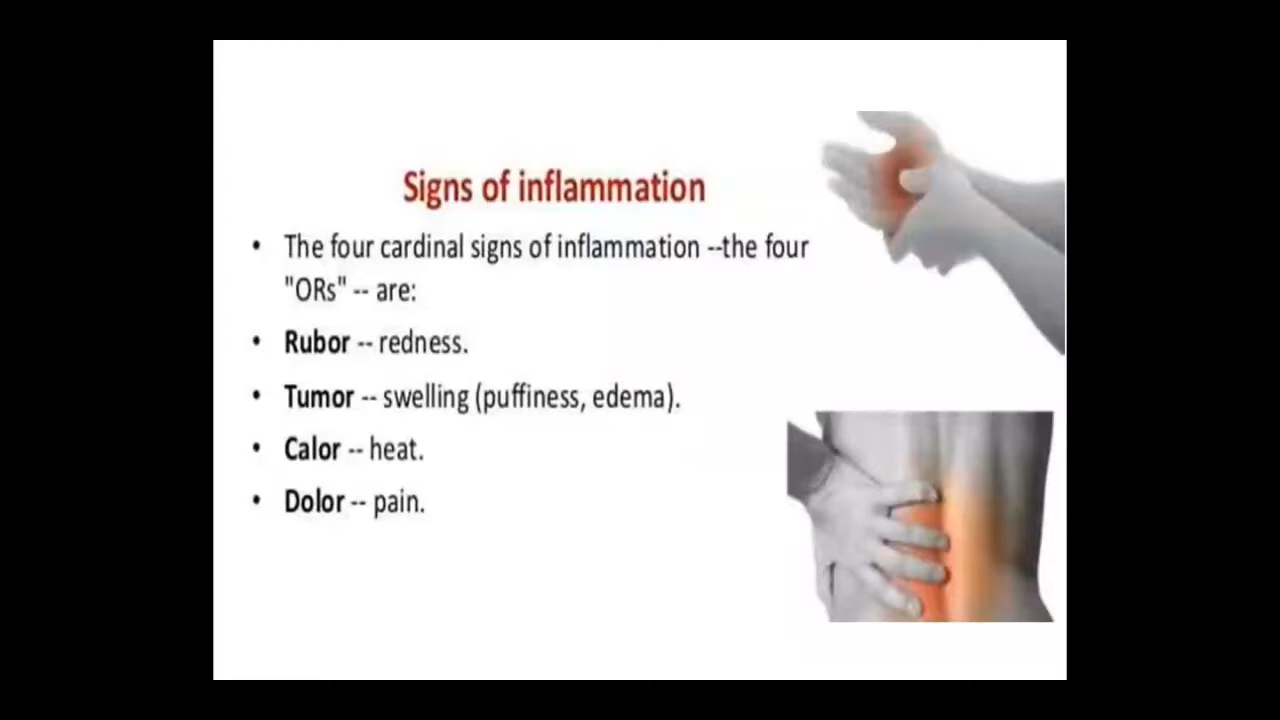 Signs of inflammation
• The four cardinal signs of inflammation --the four
"ORs" -- are:
• Rubor -- redness.
• Tumor -- swelling (puffiness, edema).
• Calor -- heat.
• Dolor -- pain.